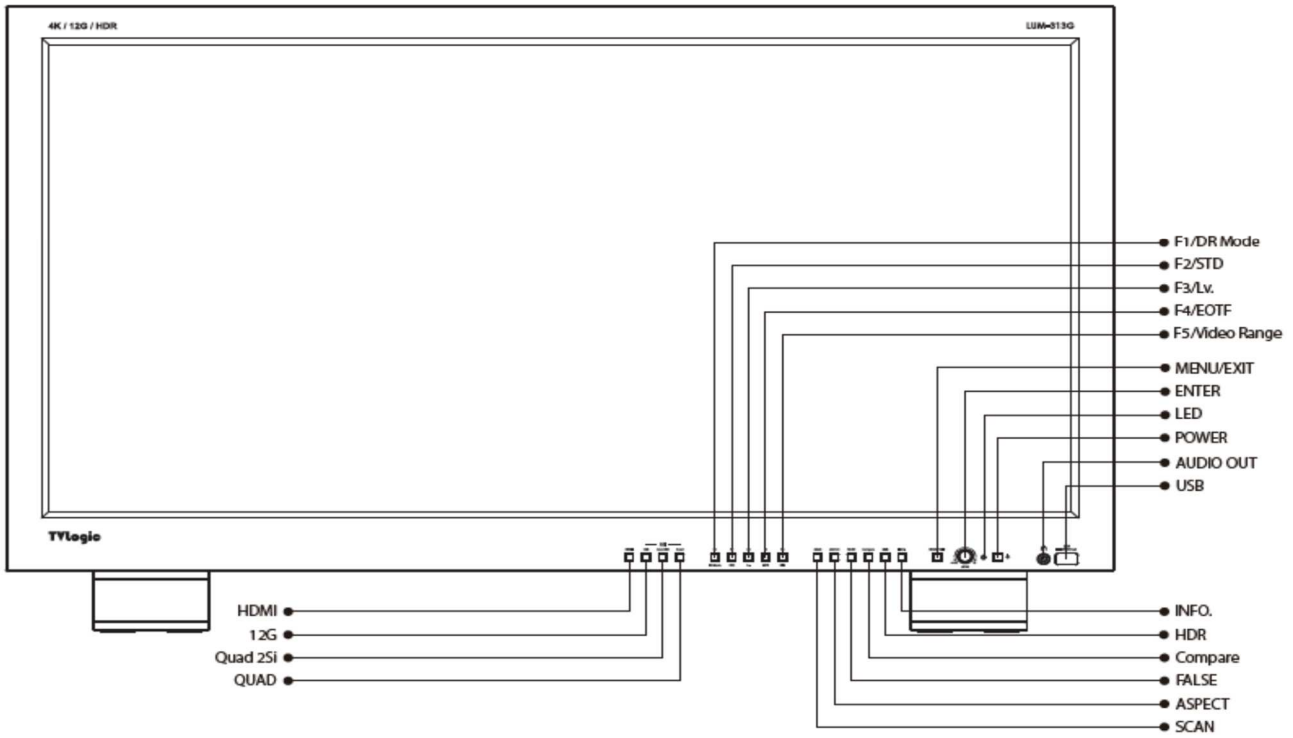 4K / 12G / HDR
LUM-313G
F1/DR Mode
F2/STD
F3/Lv.
F4/EOTF
F5/Video Range
MENU/EXIT
ENTER
LED
POWER
AUDIO OUT
USB
TVLogic
HDMI
12G
Quad 2Si
QUAD
INFO.
HDR
Compare
FALSE
ASPECT
SCAN